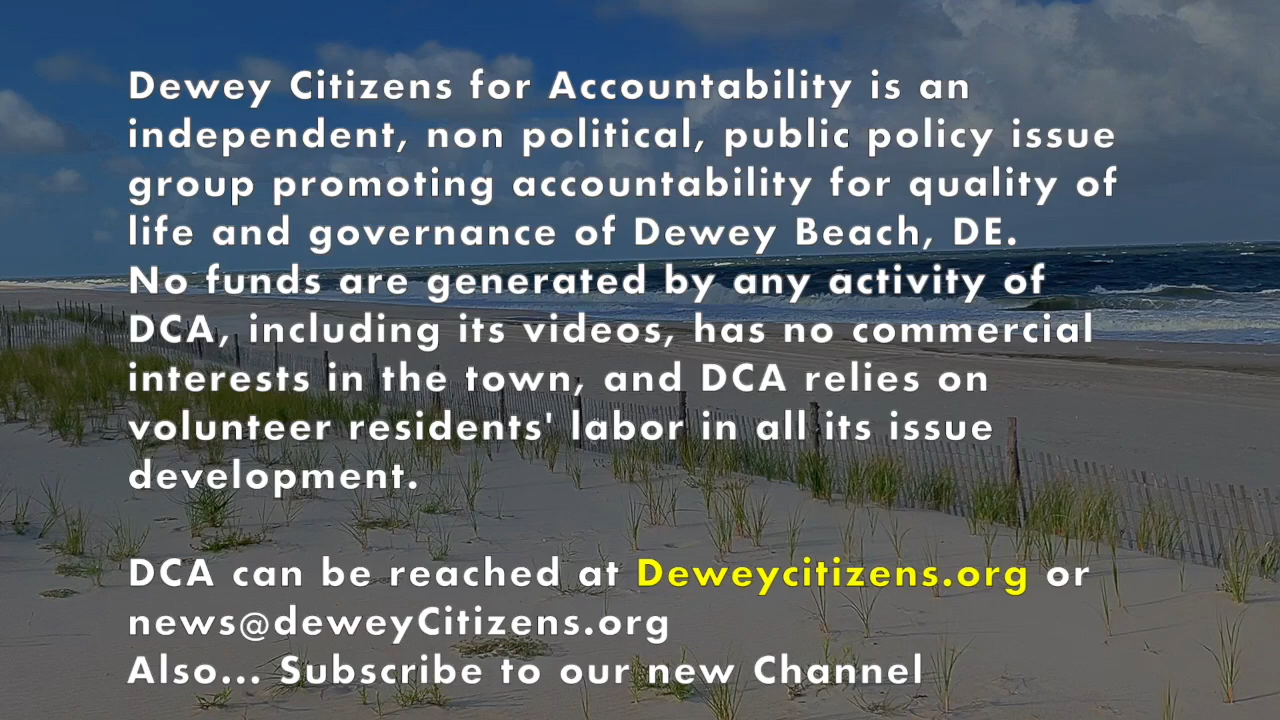 Dewey Citizens for Accountability is an
independent, non political, public policy issue
group promoting accountability for quality of
life and governance of Dewey Beach, DE.
No funds are generated by any activity of
DCA, including its videos, has no commercial
interests in the town, and DCA relies on
volunteer residents' labor in all its issue
development.
DCA can be reached at Deweycitizens.org or
news@deweyCitizens.org
Also... Subscribe to our new Channel